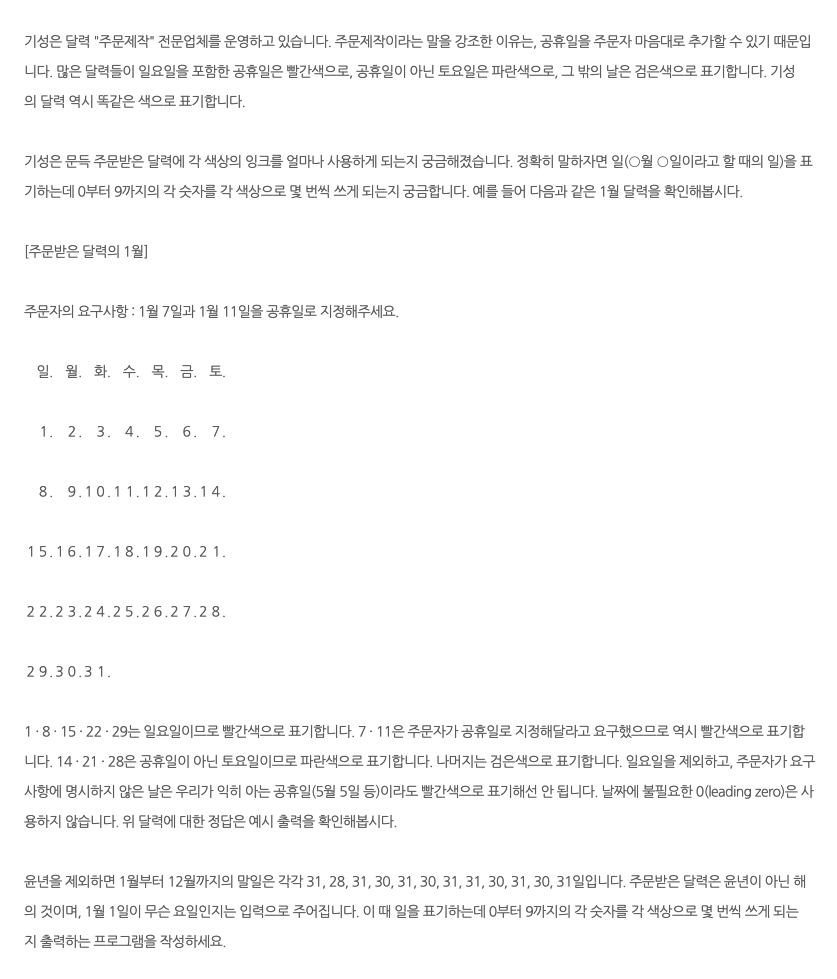 기성은 달력 "주문제작" 전문업체를 운영하고 있습니다. 주문제작이라는 말을 강조한 이유는, 공휴일을 주문자 마음대로 추가할 수 있기 때문입
니다. 많은 달력들이 일요일을 포함한 공휴일은 빨간색으로, 공휴일이 아닌 토요일은 파란색으로, 그 밖의 날은 검은색으로 표기합니다. 기성
의 달력 역시 똑같은 색으로 표기합니다.
기성은 문득 주문받은 달력에 각 색상의 잉크를 얼마나 사용하게 되는지 궁금해졌습니다. 정확히 말하자면 일(○월 ○일이라고 할 때의 일)을 표
기하는데 0부터 9까지의 각 숫자를 각 색상으로 몇 번씩 쓰게 되는지 궁금합니다. 예를 들어 다음과 같은 1월 달력을 확인해봅시다.
[주문받은 달력의 1월]
주문자의 요구사항 : 1월 7일과 1월 11일을 공휴일로 지정해주세요.
일. 월. 화. 수. 목. 금. 토.
1. 2. 3. 4. 5. 6. 7.
8. 9.10.11.12.13.14.
15.16.17.18.19.20.21.
22.23.24.25.26.27.28.
29.30.31.
1 · 8 · 15 · 22 · 29는 일요일이므로 빨간색으로 표기합니다. 7 · 11은 주문자가 공휴일로 지정해달라고 요구했으므로 역시 빨간색으로 표기합
니다. 14 · 21 · 28은 공휴일이 아닌 토요일이므로 파란색으로 표기합니다. 나머지는 검은색으로 표기합니다. 일요일을 제외하고, 주문자가 요구
사항에 명시하지 않은 날은 우리가 익히 아는 공휴일(5월 5일 등)이라도 빨간색으로 표기해선 안 됩니다. 날짜에 불필요한 0(leading zero)은 사
용하지 않습니다. 위 달력에 대한 정답은 예시 출력을 확인해봅시다.
윤년을 제외하면 1월부터 12월까지의 말일은 각각 31, 28, 31, 30, 31, 30, 31, 31, 30, 31, 30, 31일입니다. 주문받은 달력은 윤년이 아닌 해
의 것이며, 1월 1일이 무슨 요일인지는 입력으로 주어집니다. 이 때 일을 표기하는데 0부터 9까지의 각 숫자를 각 색상으로 몇 번씩 쓰게 되는
지 출력하는 프로그램을 작성하세요.